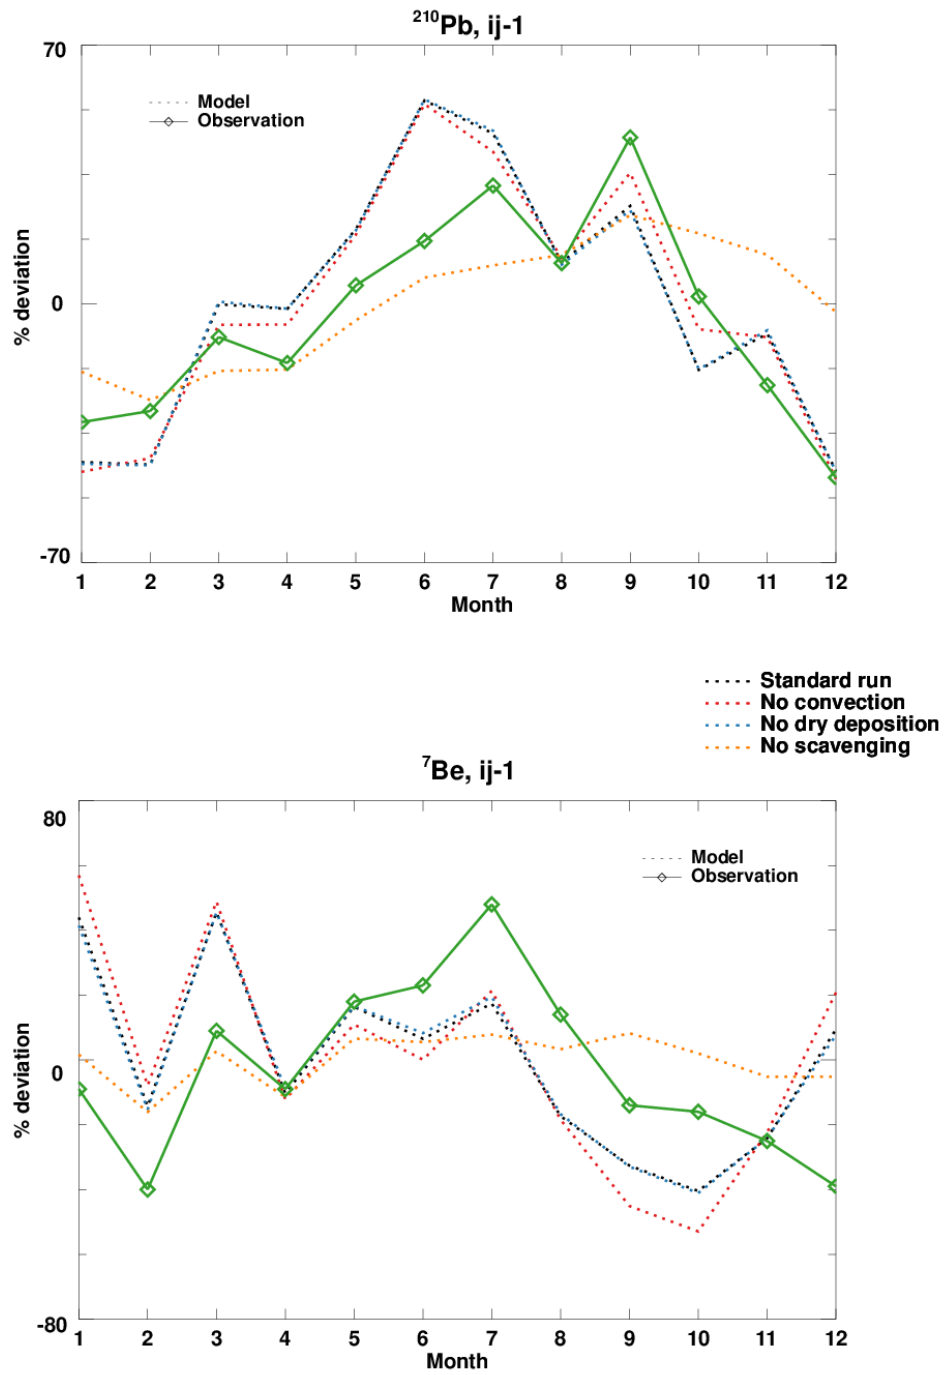 ²¹⁰Pb, ij-1
70
Model
Observation
% deviation
0
-70
1 2 3 4 5 6 7 8 9 10 11 12
Month
Standard run
No convection
No dry deposition
No scavenging
⁷Be, ij-1
80
Model
Observation
% deviation
0
-80
1 2 3 4 5 6 7 8 9 10 11 12
Month